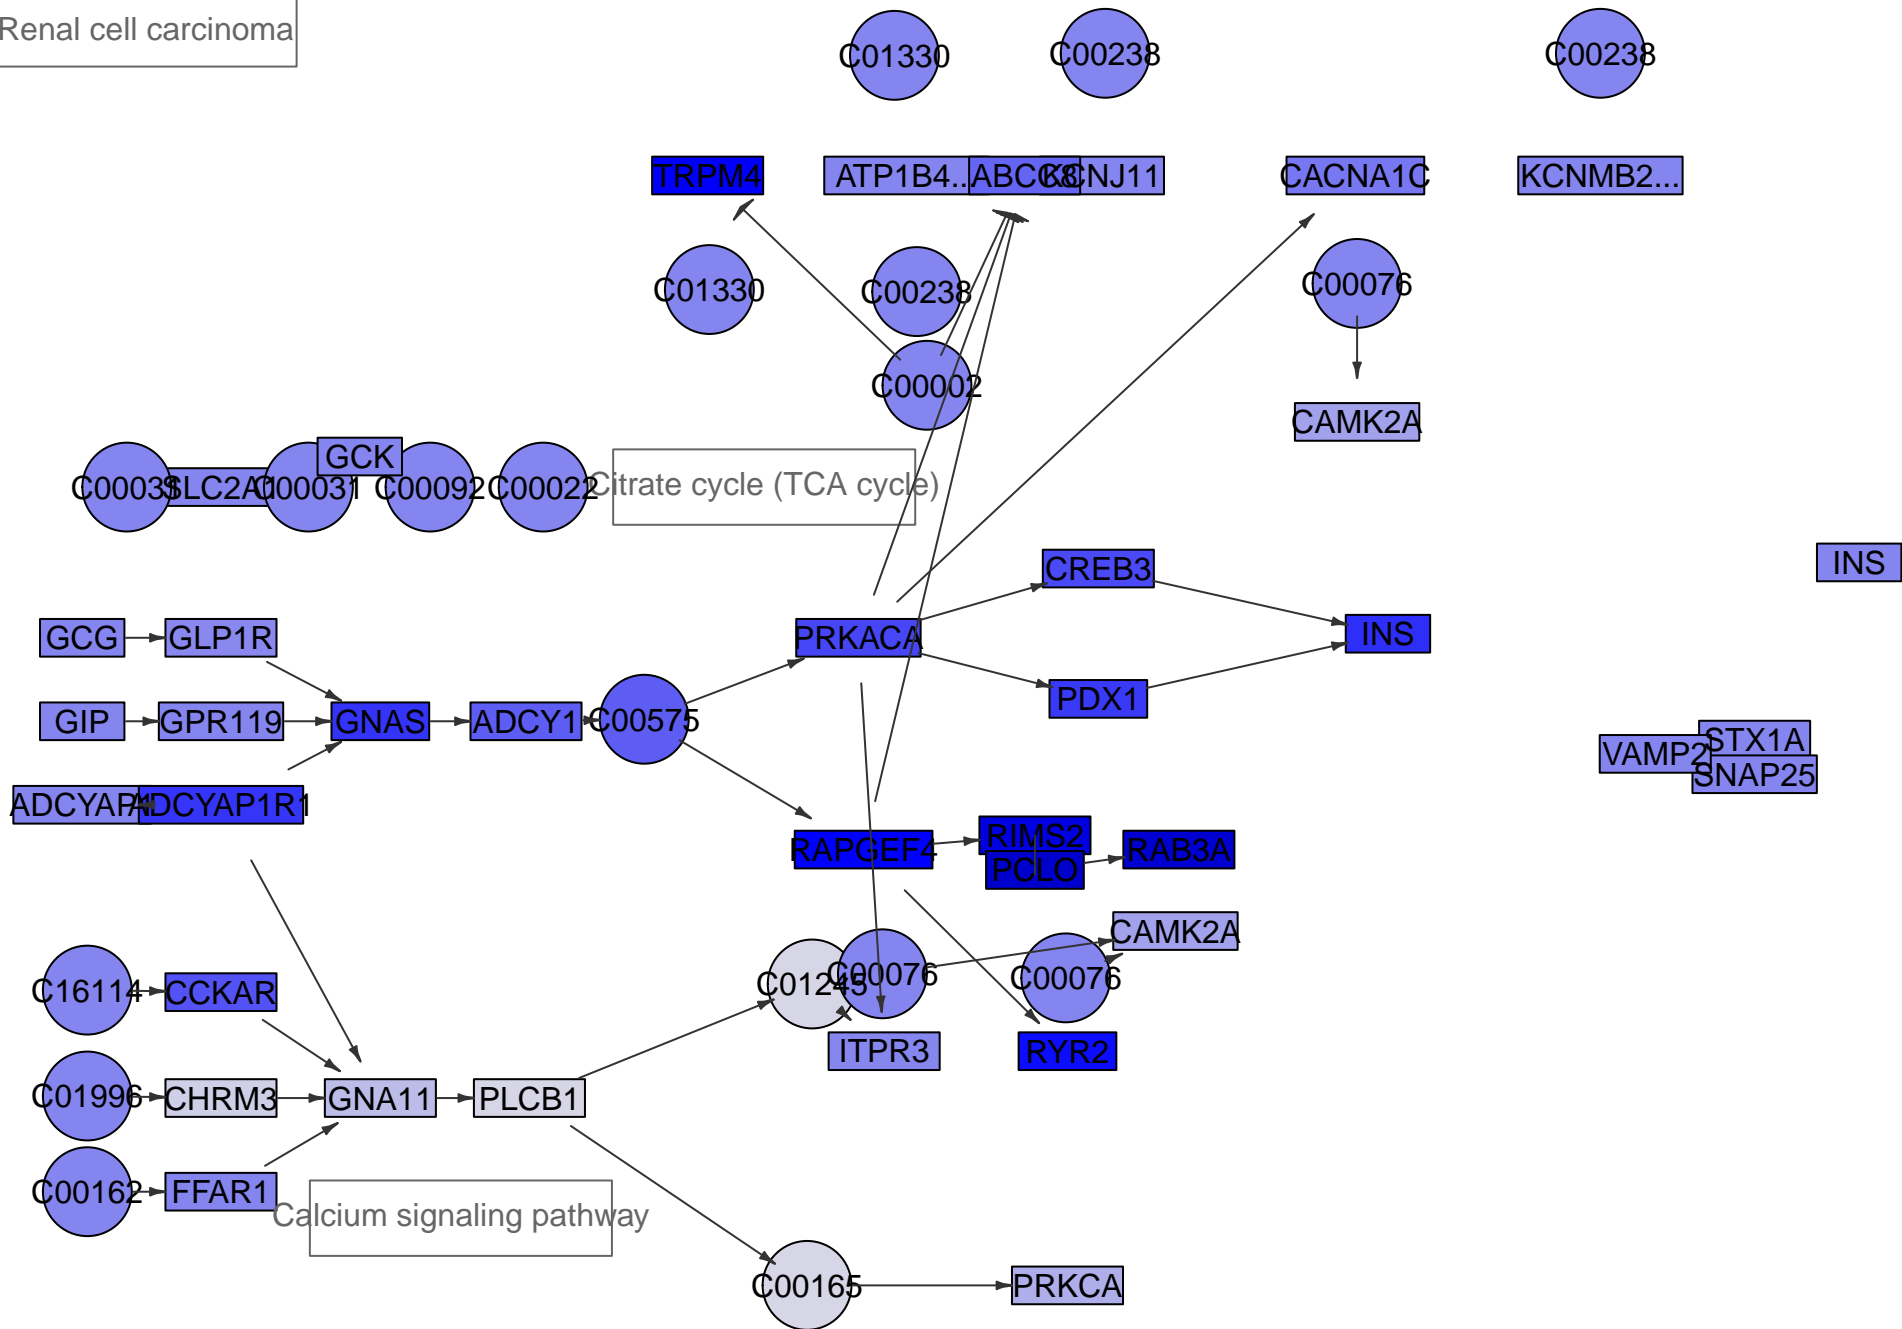 Renal cell carcinoma
C01330
C00238
C00238
TRPM4
ATP1B4...
ABCC8
KCNJ11
CACNA1C
KCNMB2...
C01330
C00238
C00076
C00002
CAMK2A
C00031
SLC2A1
C00031
GCK
C00092
C00022
Citrate cycle (TCA cycle)
CREB3
INS
GCG
GLP1R
PRKACA
INS
GIP
GPR119
GNAS
ADCY1
C00575
PDX1
VAMP2
STX1A
SNAP25
ADCYAP1
ADCYAP1R1
RAPGEF4
RIMS2
PCLO
RAB3A
CAMK2A
C16114
CCKAR
C01245
C00076
C00076
ITPR3
RYR2
C01996
CHRM3
GNA11
PLCB1
C00162
FFAR1
Calcium signaling pathway
C00165
PRKCA